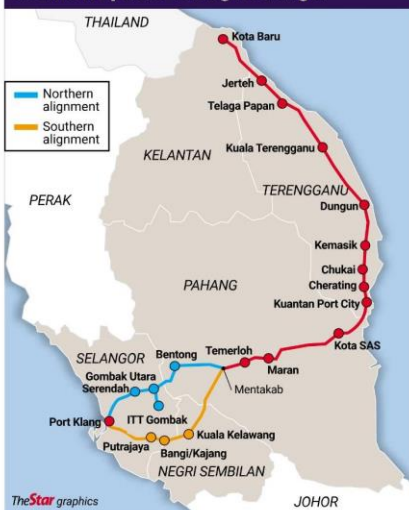 THAILAND
Kota Baru
Northern
alignment
Southern
alignment
Jerteh
Telaga Papan
KELANTAN
Kuala Terengganu
PERAK
TERENGGANU
Dungun
Kemasik
PAHANG
Chukai
Cherating
Kuantan Port City
SELANGOR
Bentong
Temerloh
Kota SAS
Gombak Utara
Maran
Serendah
Mentakab
Port Klang
ITT Gombak
Kuala Kelawang
Putrajaya
Bangi/Kajang
NEGRI SEMBILAN
TheStar graphics
JOHOR